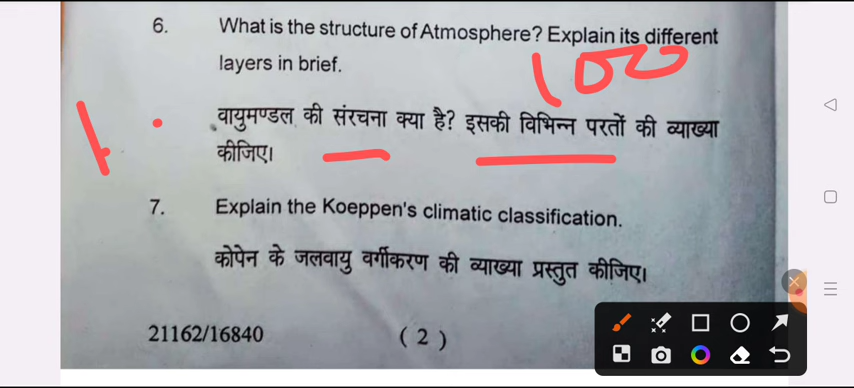 6. What is the structure of Atmosphere? Explain its different
layers in brief.
100
वायुमण्डल की संरचना क्या है? इसकी विभिन्न परतों की व्याख्या
कीजिए।
7. Explain the Koeppen's climatic classification.
कोपेन के जलवायु वर्गीकरण की व्याख्या प्रस्तुत कीजिए।
21162/16840 ( 2 )